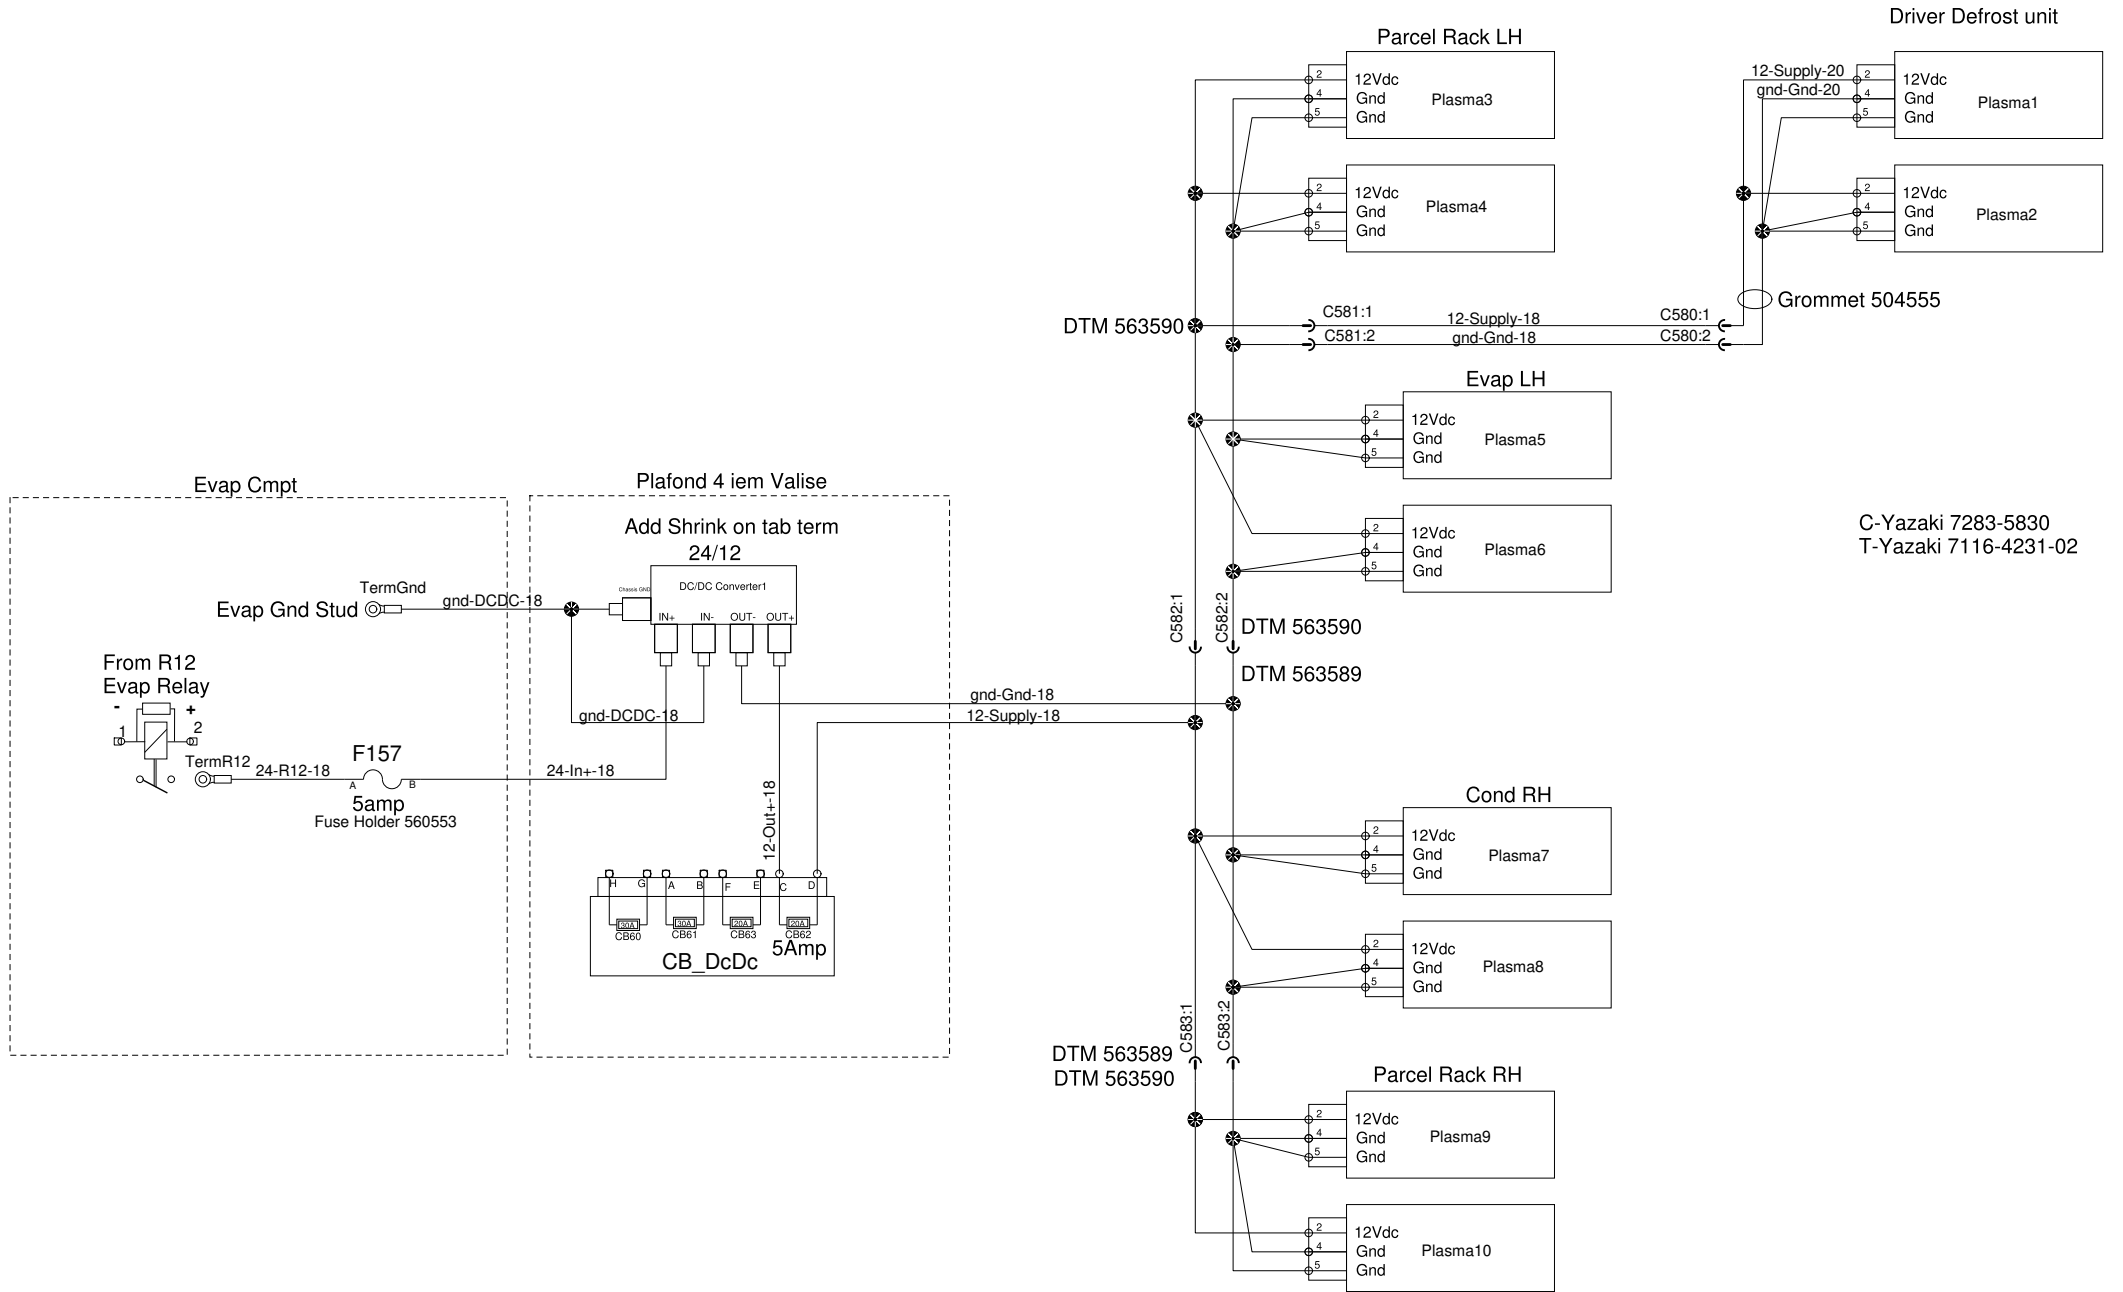 Driver Defrost unit
Parcel Rack LH
2
12Vdc
4
Gnd
5
Gnd
Plasma3
12-Supply-20
gnd-Gnd-20
2
12Vdc
4
Gnd
5
Gnd
Plasma1
2
12Vdc
4
Gnd
5
Gnd
Plasma4
2
12Vdc
4
Gnd
5
Gnd
Plasma2
Grommet 504555
DTM 563590
C581:1
12-Supply-18
C580:1
C581:2
gnd-Gnd-18
C580:2
Evap LH
2
12Vdc
4
Gnd
5
Gnd
Plasma5
2
12Vdc
4
Gnd
5
Gnd
Plasma6
C-Yazaki 7283-5830
T-Yazaki 7116-4231-02
C582:1
C582:2
DTM 563590
DTM 563589
Evap Cmpt
TermGnd
Evap Gnd Stud
gnd-DCDC-18
From R12
Evap Relay
-
+
1
2
TermR12
24-R12-18
F157
A
B
5amp
Fuse Holder 560553
Plafond 4 iem Valise
Add Shrink on tab term
24/12
Chassis GND
DC/DC Converter1
IN+
IN-
OUT-
OUT+
gnd-DCDC-18
24-In+-18
12-Out+-18
gnd-Gnd-18
12-Supply-18
H
G
A
B
F
E
C
D
30A
30A
20A
20A
CB60
CB61
CB63
CB62
5Amp
CB_DcDc
Cond RH
2
12Vdc
4
Gnd
5
Gnd
Plasma7
2
12Vdc
4
Gnd
5
Gnd
Plasma8
C583:1
C583:2
DTM 563589
DTM 563590
Parcel Rack RH
2
12Vdc
4
Gnd
5
Gnd
Plasma9
2
12Vdc
4
Gnd
5
Gnd
Plasma10